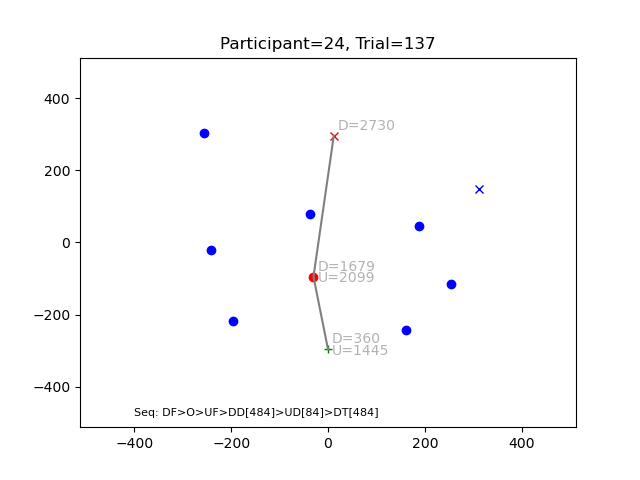 Participant=24, Trial=137
400
200
0
−200
−400
D=2730
D=1679
U=2099
D=360
U=1445
Seq: DF>O>UF>DD[484]>UD[84]>DT[484]
−400
−200
0
200
400